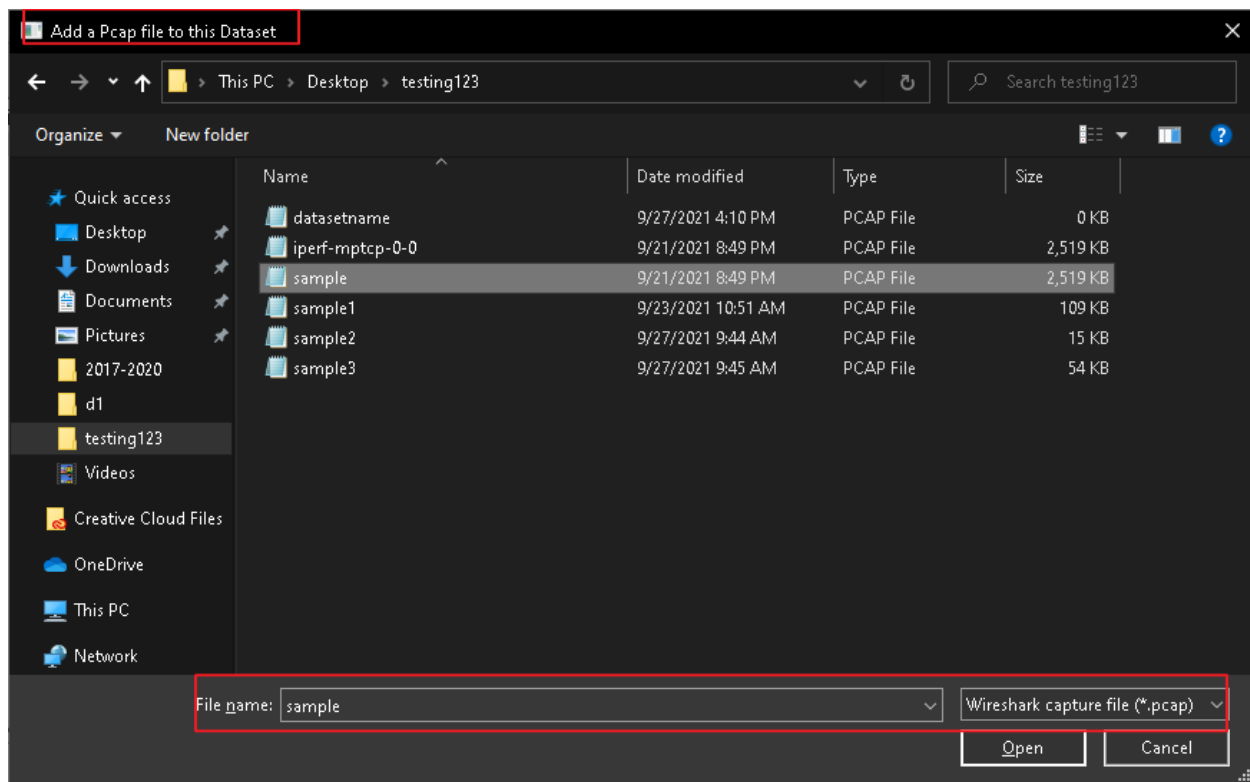 Add a Pcap file to this Dataset
This PC > Desktop > testing123
Search testing123
Organize
New folder
?
Name Date modified Type Size
Quick access
Desktop
Downloads
Documents
Pictures
2017-2020
d1
testing123
Videos
Creative Cloud Files
OneDrive
This PC
Network
datasetname 9/27/2021 4:10 PM PCAP File 0 KB
iperf-mptcp-0-0 9/21/2021 8:49 PM PCAP File 2,519 KB
sample 9/21/2021 8:49 PM PCAP File 2,519 KB
sample1 9/23/2021 10:51 AM PCAP File 109 KB
sample2 9/27/2021 9:44 AM PCAP File 15 KB
sample3 9/27/2021 9:45 AM PCAP File 54 KB
File name: sample Wireshark capture file (*.pcap)
Open Cancel